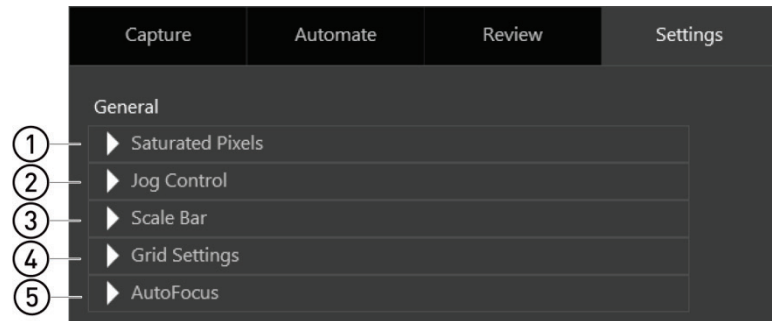 Capture Automate Review Settings
General
1 Saturated Pixels
2 Jog Control
3 Scale Bar
4 Grid Settings
5 AutoFocus